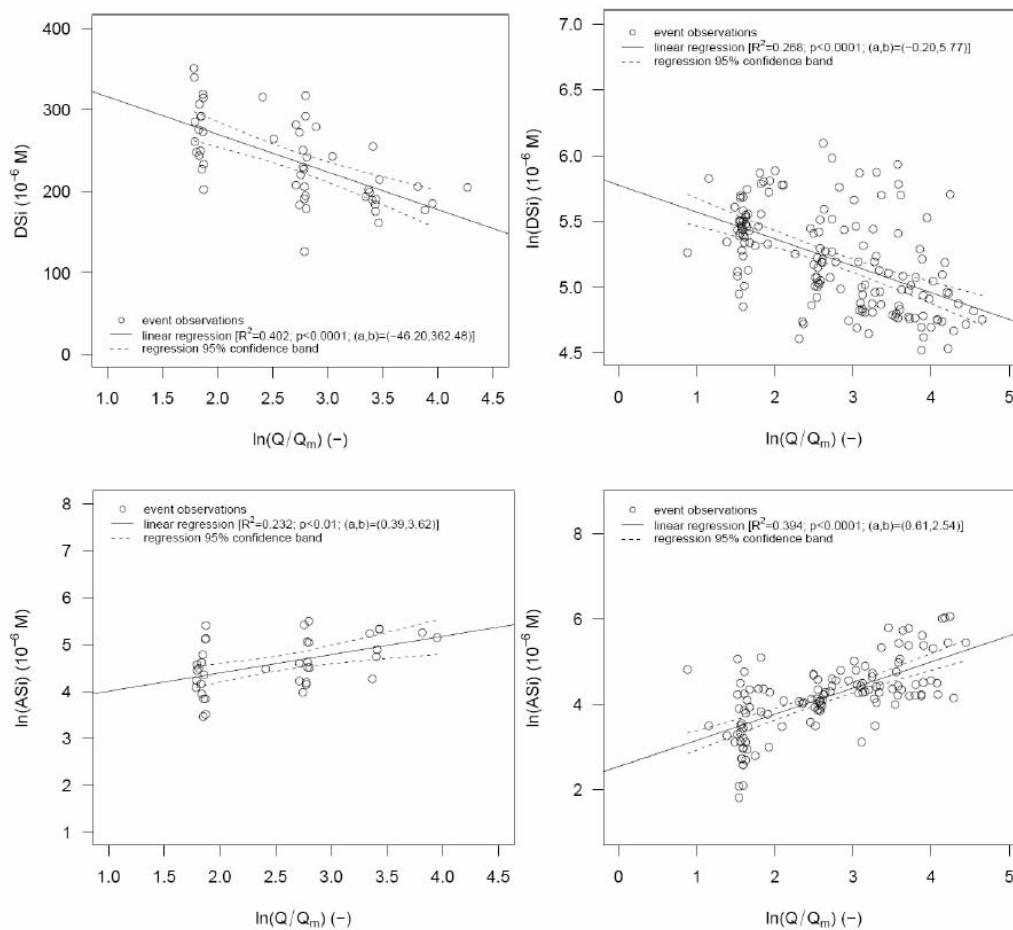 400
300
200
100
0
DSi (10⁻⁶ M)
event observations
linear regression [R²=0.402; p<0.0001; (a,b)=(−46.20,362.48)]
regression 95% confidence band
1.0 1.5 2.0 2.5 3.0 3.5 4.0 4.5
ln(Q/Qₘ) (−)
7.0
6.5
6.0
5.5
5.0
4.5
ln(DSi) (10⁻⁶ M)
event observations
linear regression [R²=0.268; p<0.0001; (a,b)=(−0.20,5.77)]
regression 95% confidence band
0 1 2 3 4 5
ln(Q/Qₘ) (−)
8
7
6
5
4
3
2
1
ln(ASi) (10⁻⁶ M)
event observations
linear regression [R²=0.232; p<0.01; (a,b)=(0.39,3.62)]
regression 95% confidence band
1.0 1.5 2.0 2.5 3.0 3.5 4.0 4.5
ln(Q/Qₘ) (−)
8
6
4
2
ln(ASi) (10⁻⁶ M)
event observations
linear regression [R²=0.394; p<0.0001; (a,b)=(0.61,2.54)]
regression 95% confidence band
0 1 2 3 4 5
ln(Q/Qₘ) (−)